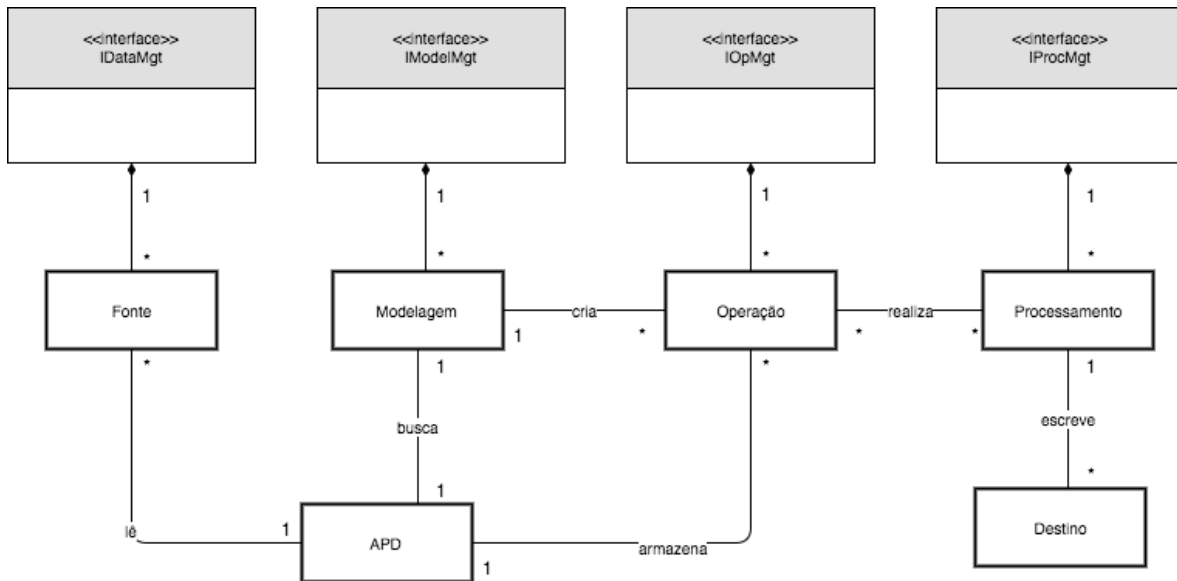 <<interface>>
IDataMgt
<<interface>>
IModelMgt
<<interface>>
IOpMgt
<<interface>>
IProcMgt
1
1
1
1
*
*
*
*
Fonte
Modelagem
cria
Operação
realiza
Processamento
1
*
*
*
*
1
*
1
busca
escreve
1
*
lê
1
APD
armazena
1
Destino